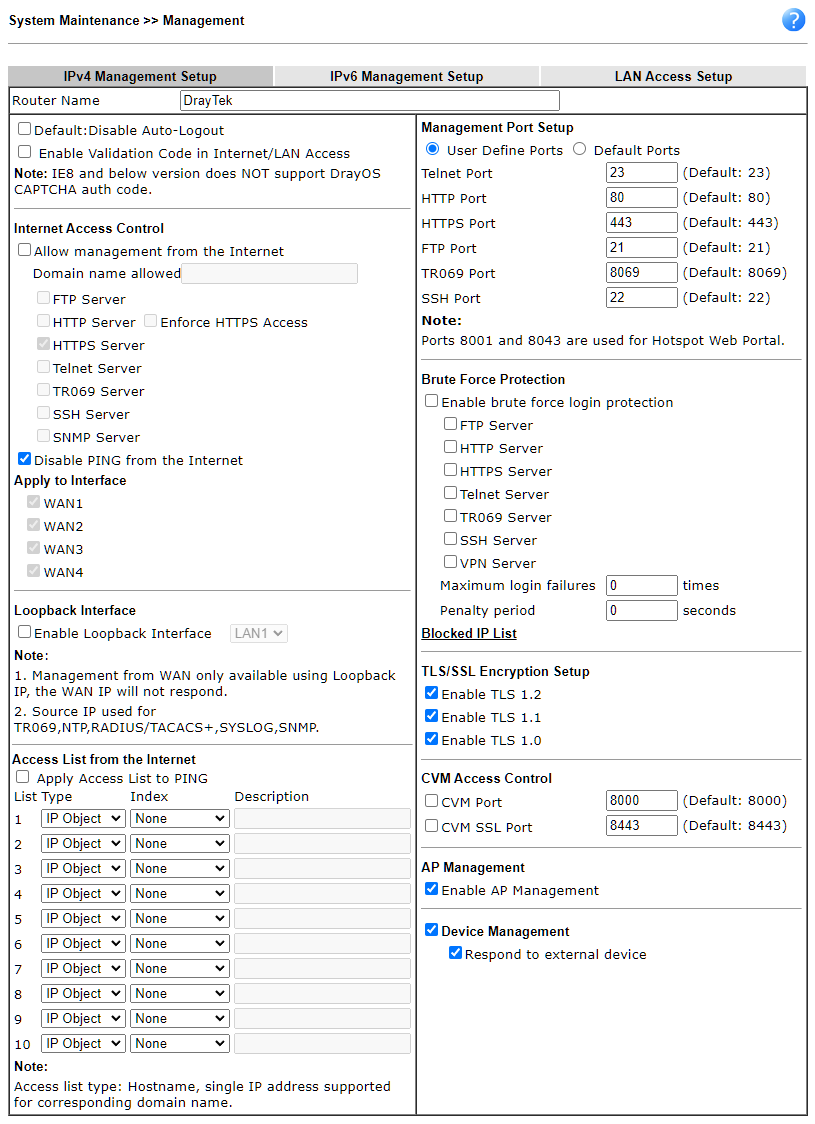 System Maintenance >> Management
?
IPv4 Management Setup
IPv6 Management Setup
LAN Access Setup
Router Name
DrayTek
Default:Disable Auto-Logout
Enable Validation Code in Internet/LAN Access
Note: IE8 and below version does NOT support DrayOS
CAPTCHA auth code.
Internet Access Control
Allow management from the Internet
Domain name allowed
FTP Server
HTTP Server Enforce HTTPS Access
HTTPS Server
Telnet Server
TR069 Server
SSH Server
SNMP Server
Disable PING from the Internet
Apply to Interface
WAN1
WAN2
WAN3
WAN4
Loopback Interface
Enable Loopback Interface LAN1
Note:
1. Management from WAN only available using Loopback
IP, the WAN IP will not respond.
2. Source IP used for
TR069,NTP,RADIUS/TACACS+,SYSLOG,SNMP.
Access List from the Internet
Apply Access List to PING
List Type Index Description
1 IP Object None
2 IP Object None
3 IP Object None
4 IP Object None
5 IP Object None
6 IP Object None
7 IP Object None
8 IP Object None
9 IP Object None
10 IP Object None
Note:
Access list type: Hostname, single IP address supported
for corresponding domain name.
Management Port Setup
User Define Ports Default Ports
Telnet Port 23 (Default: 23)
HTTP Port 80 (Default: 80)
HTTPS Port 443 (Default: 443)
FTP Port 21 (Default: 21)
TR069 Port 8069 (Default: 8069)
SSH Port 22 (Default: 22)
Note:
Ports 8001 and 8043 are used for Hotspot Web Portal.
Brute Force Protection
Enable brute force login protection
FTP Server
HTTP Server
HTTPS Server
Telnet Server
TR069 Server
SSH Server
VPN Server
Maximum login failures 0 times
Penalty period 0 seconds
Blocked IP List
TLS/SSL Encryption Setup
Enable TLS 1.2
Enable TLS 1.1
Enable TLS 1.0
CVM Access Control
CVM Port 8000 (Default: 8000)
CVM SSL Port 8443 (Default: 8443)
AP Management
Enable AP Management
Device Management
Respond to external device